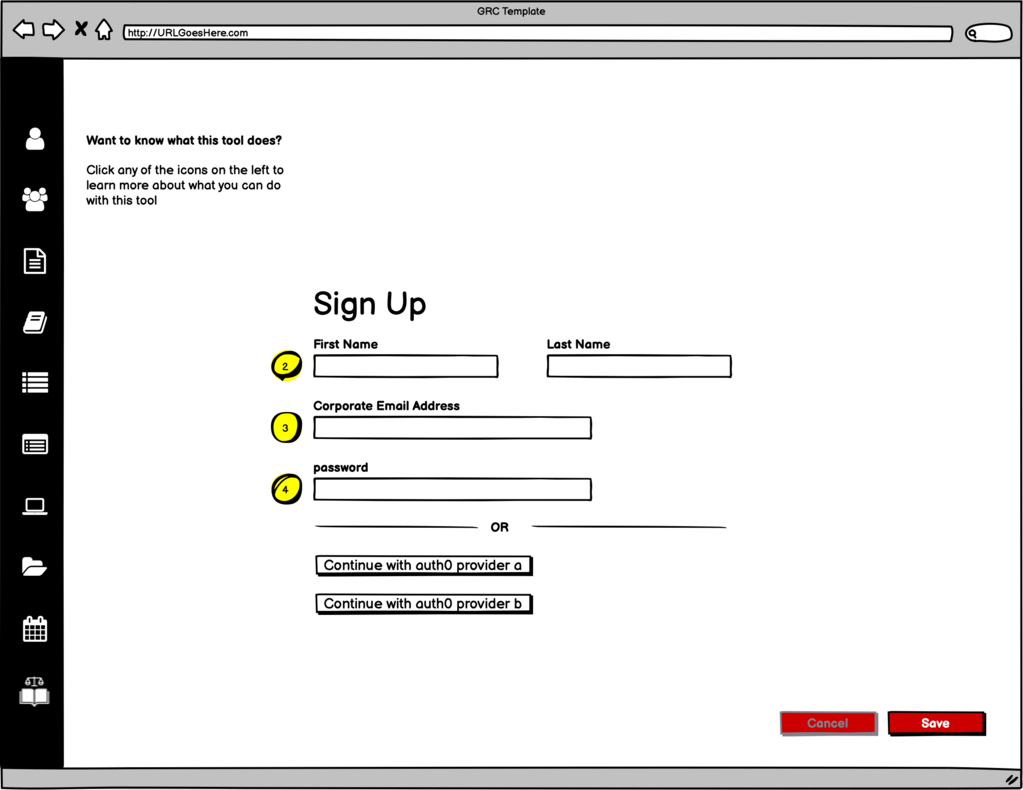 GRC Template
http://URLGoesHere.com
Want to know what this tool does?
Click any of the icons on the left to
learn more about what you can do
with this tool
Sign Up
First Name
Last Name
2
Corporate Email Address
3
password
4
OR
Continue with auth0 provider a
Continue with auth0 provider b
Cancel
Save